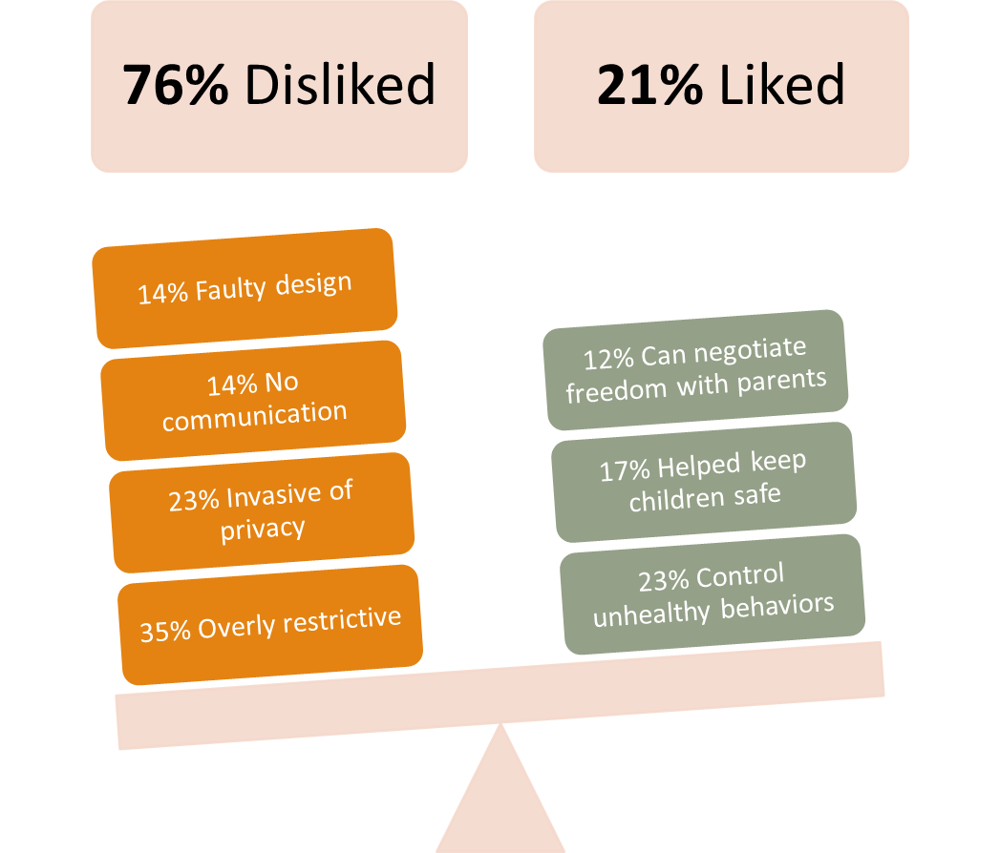 76% Disliked
21% Liked
14% Faulty design
14% No
communication
23% Invasive of
privacy
35% Overly restrictive
12% Can negotiate
freedom with parents
17% Helped keep
children safe
23% Control
unhealthy behaviors